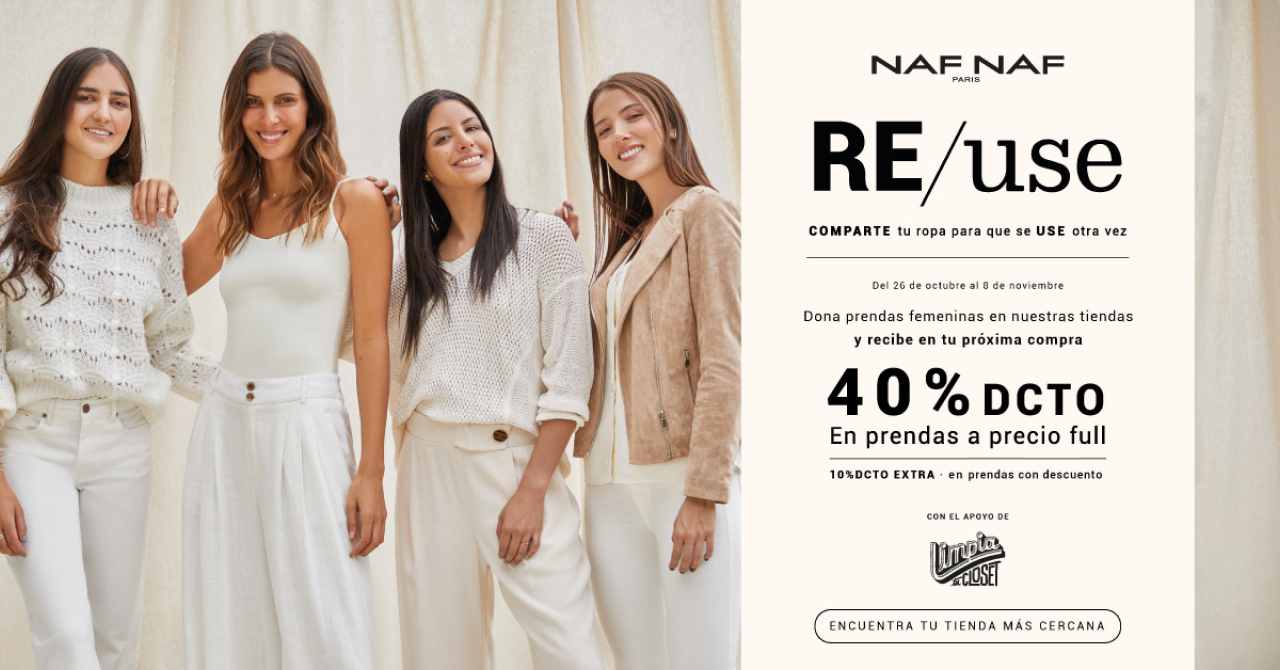 NAF NAF
PARIS
RE/use
COMPARTE tu ropa para que se USE otra vez
Del 26 de octubre al 8 de noviembre
Dona prendas femeninas en nuestras tiendas
y recibe en tu próxima compra
40% DCTO
En prendas a precio full
10%DCTO EXTRA · en prendas con descuento
CON EL APOYO DE
Limpia
tu CLOSET
ENCUENTRA TU TIENDA MÁS CERCANA